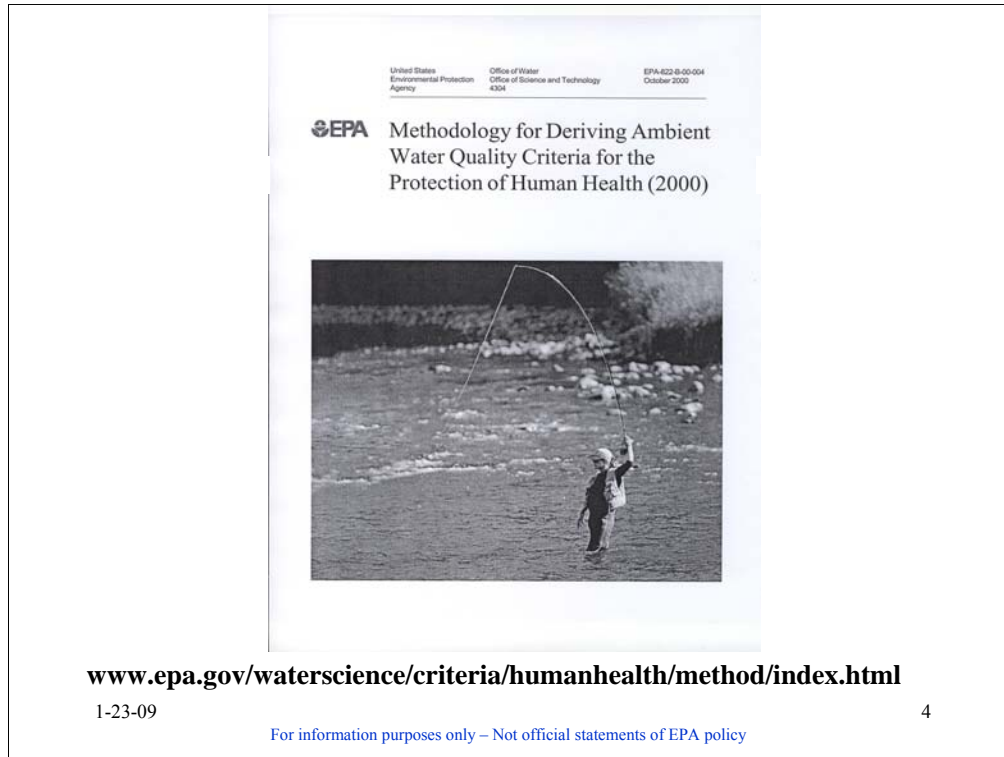 United States
Environmental Protection
Agency
Office of Water
Office of Science and Technology
4304
EPA-822-B-00-004
October 2000
EPA
Methodology for Deriving Ambient
Water Quality Criteria for the
Protection of Human Health (2000)
www.epa.gov/waterscience/criteria/humanhealth/method/index.html
1-23-09
4
For information purposes only – Not official statements of EPA policy